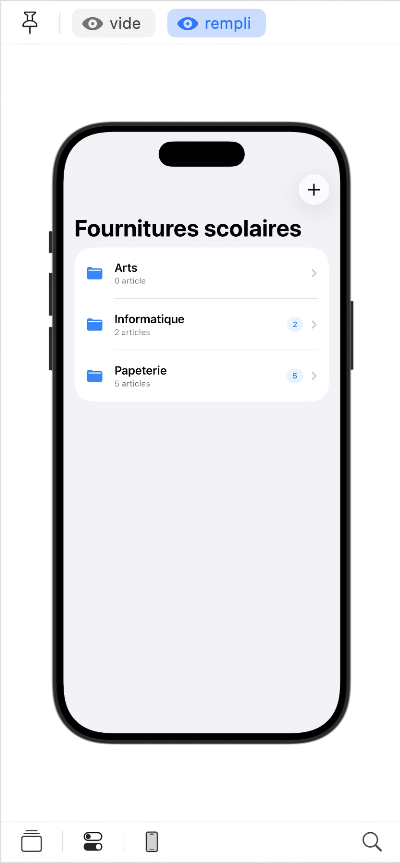 vide
rempli
+
Fournitures scolaires
Arts
0 article
Informatique
2 articles
2
Papeterie
5 articles
5